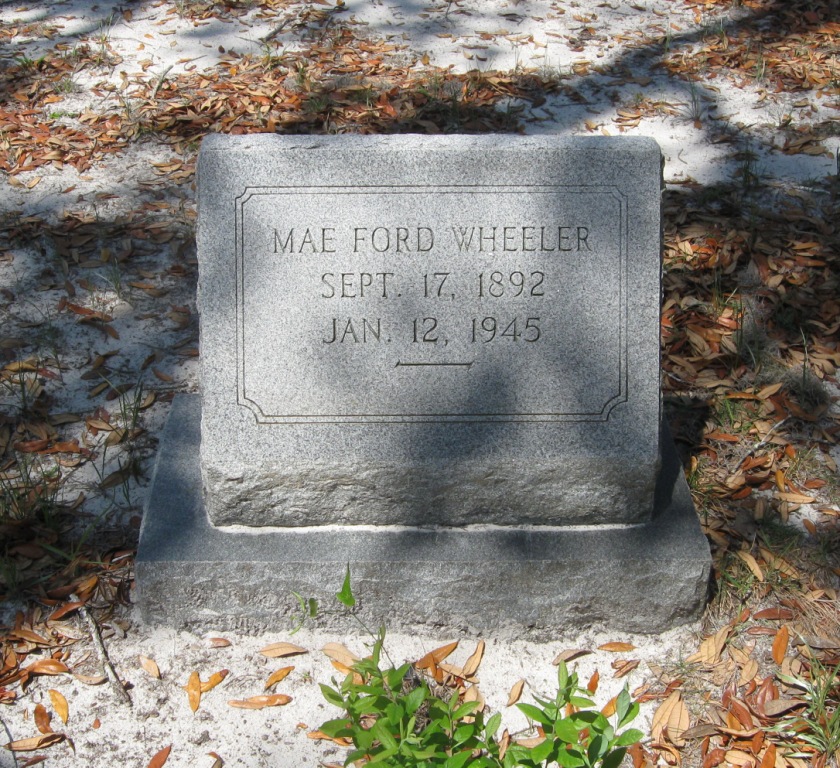 MAE FORD WHEELER
SEPT. 17, 1892
JAN. 12, 1945